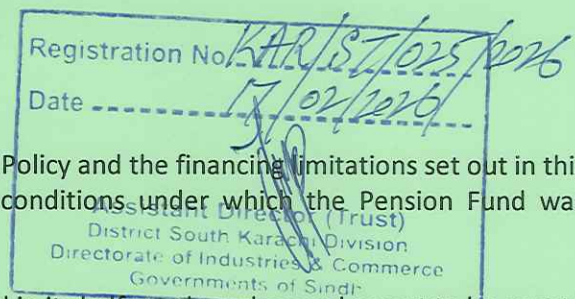 Registration No. KAR/ST/025/2026
Date 17/02/2026
Policy and the financing limitations set out in thi
conditions under which the Pension Fund wa
Assistant Director (Trust)
District South Karachi Division
Directorate of Industries & Commerce
Governments of Sindh